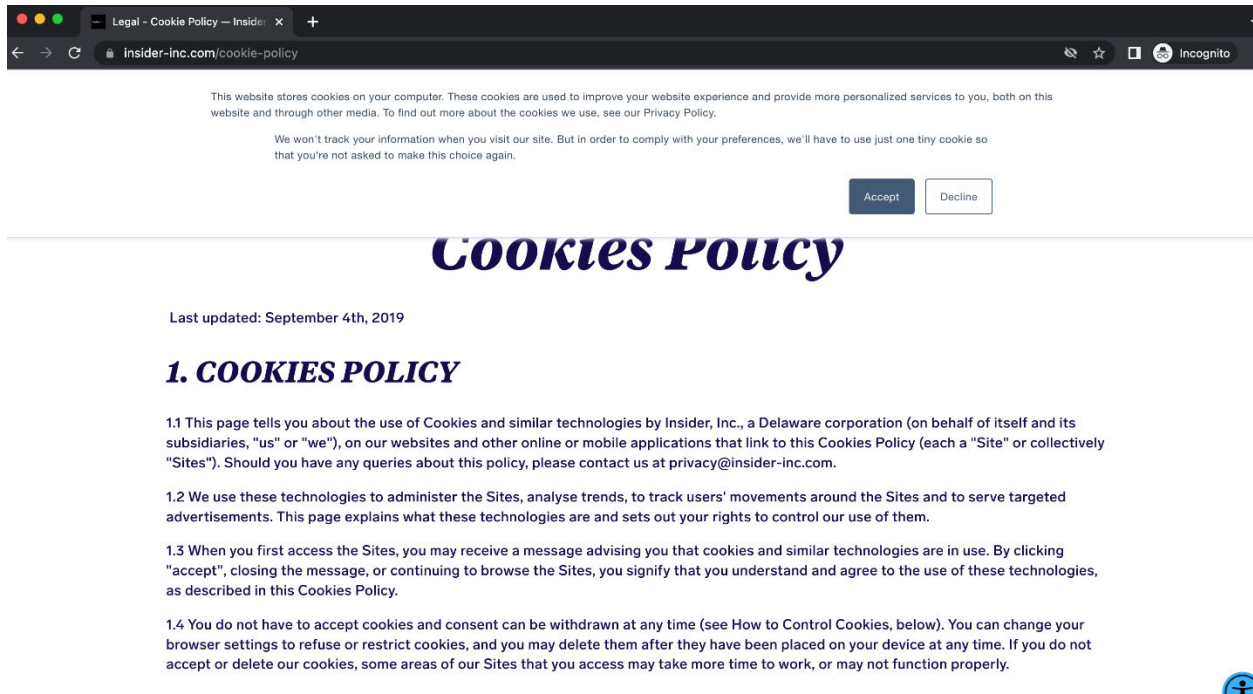 Legal - Cookie Policy — Insider
insider-inc.com/cookie-policy
Incognito
This website stores cookies on your computer. These cookies are used to improve your website experience and provide more personalized services to you, both on this
website and through other media. To find out more about the cookies we use, see our Privacy Policy.
We won't track your information when you visit our site. But in order to comply with your preferences, we'll have to use just one tiny cookie so
that you're not asked to make this choice again.
Accept
Decline
Cookies Policy
Last updated: September 4th, 2019
1. COOKIES POLICY
1.1 This page tells you about the use of Cookies and similar technologies by Insider, Inc., a Delaware corporation (on behalf of itself and its
subsidiaries, "us" or "we"), on our websites and other online or mobile applications that link to this Cookies Policy (each a "Site" or collectively
"Sites"). Should you have any queries about this policy, please contact us at privacy@insider-inc.com.
1.2 We use these technologies to administer the Sites, analyse trends, to track users' movements around the Sites and to serve targeted
advertisements. This page explains what these technologies are and sets out your rights to control our use of them.
1.3 When you first access the Sites, you may receive a message advising you that cookies and similar technologies are in use. By clicking
"accept", closing the message, or continuing to browse the Sites, you signify that you understand and agree to the use of these technologies,
as described in this Cookies Policy.
1.4 You do not have to accept cookies and consent can be withdrawn at any time (see How to Control Cookies, below). You can change your
browser settings to refuse or restrict cookies, and you may delete them after they have been placed on your device at any time. If you do not
accept or delete our cookies, some areas of our Sites that you access may take more time to work, or may not function properly.